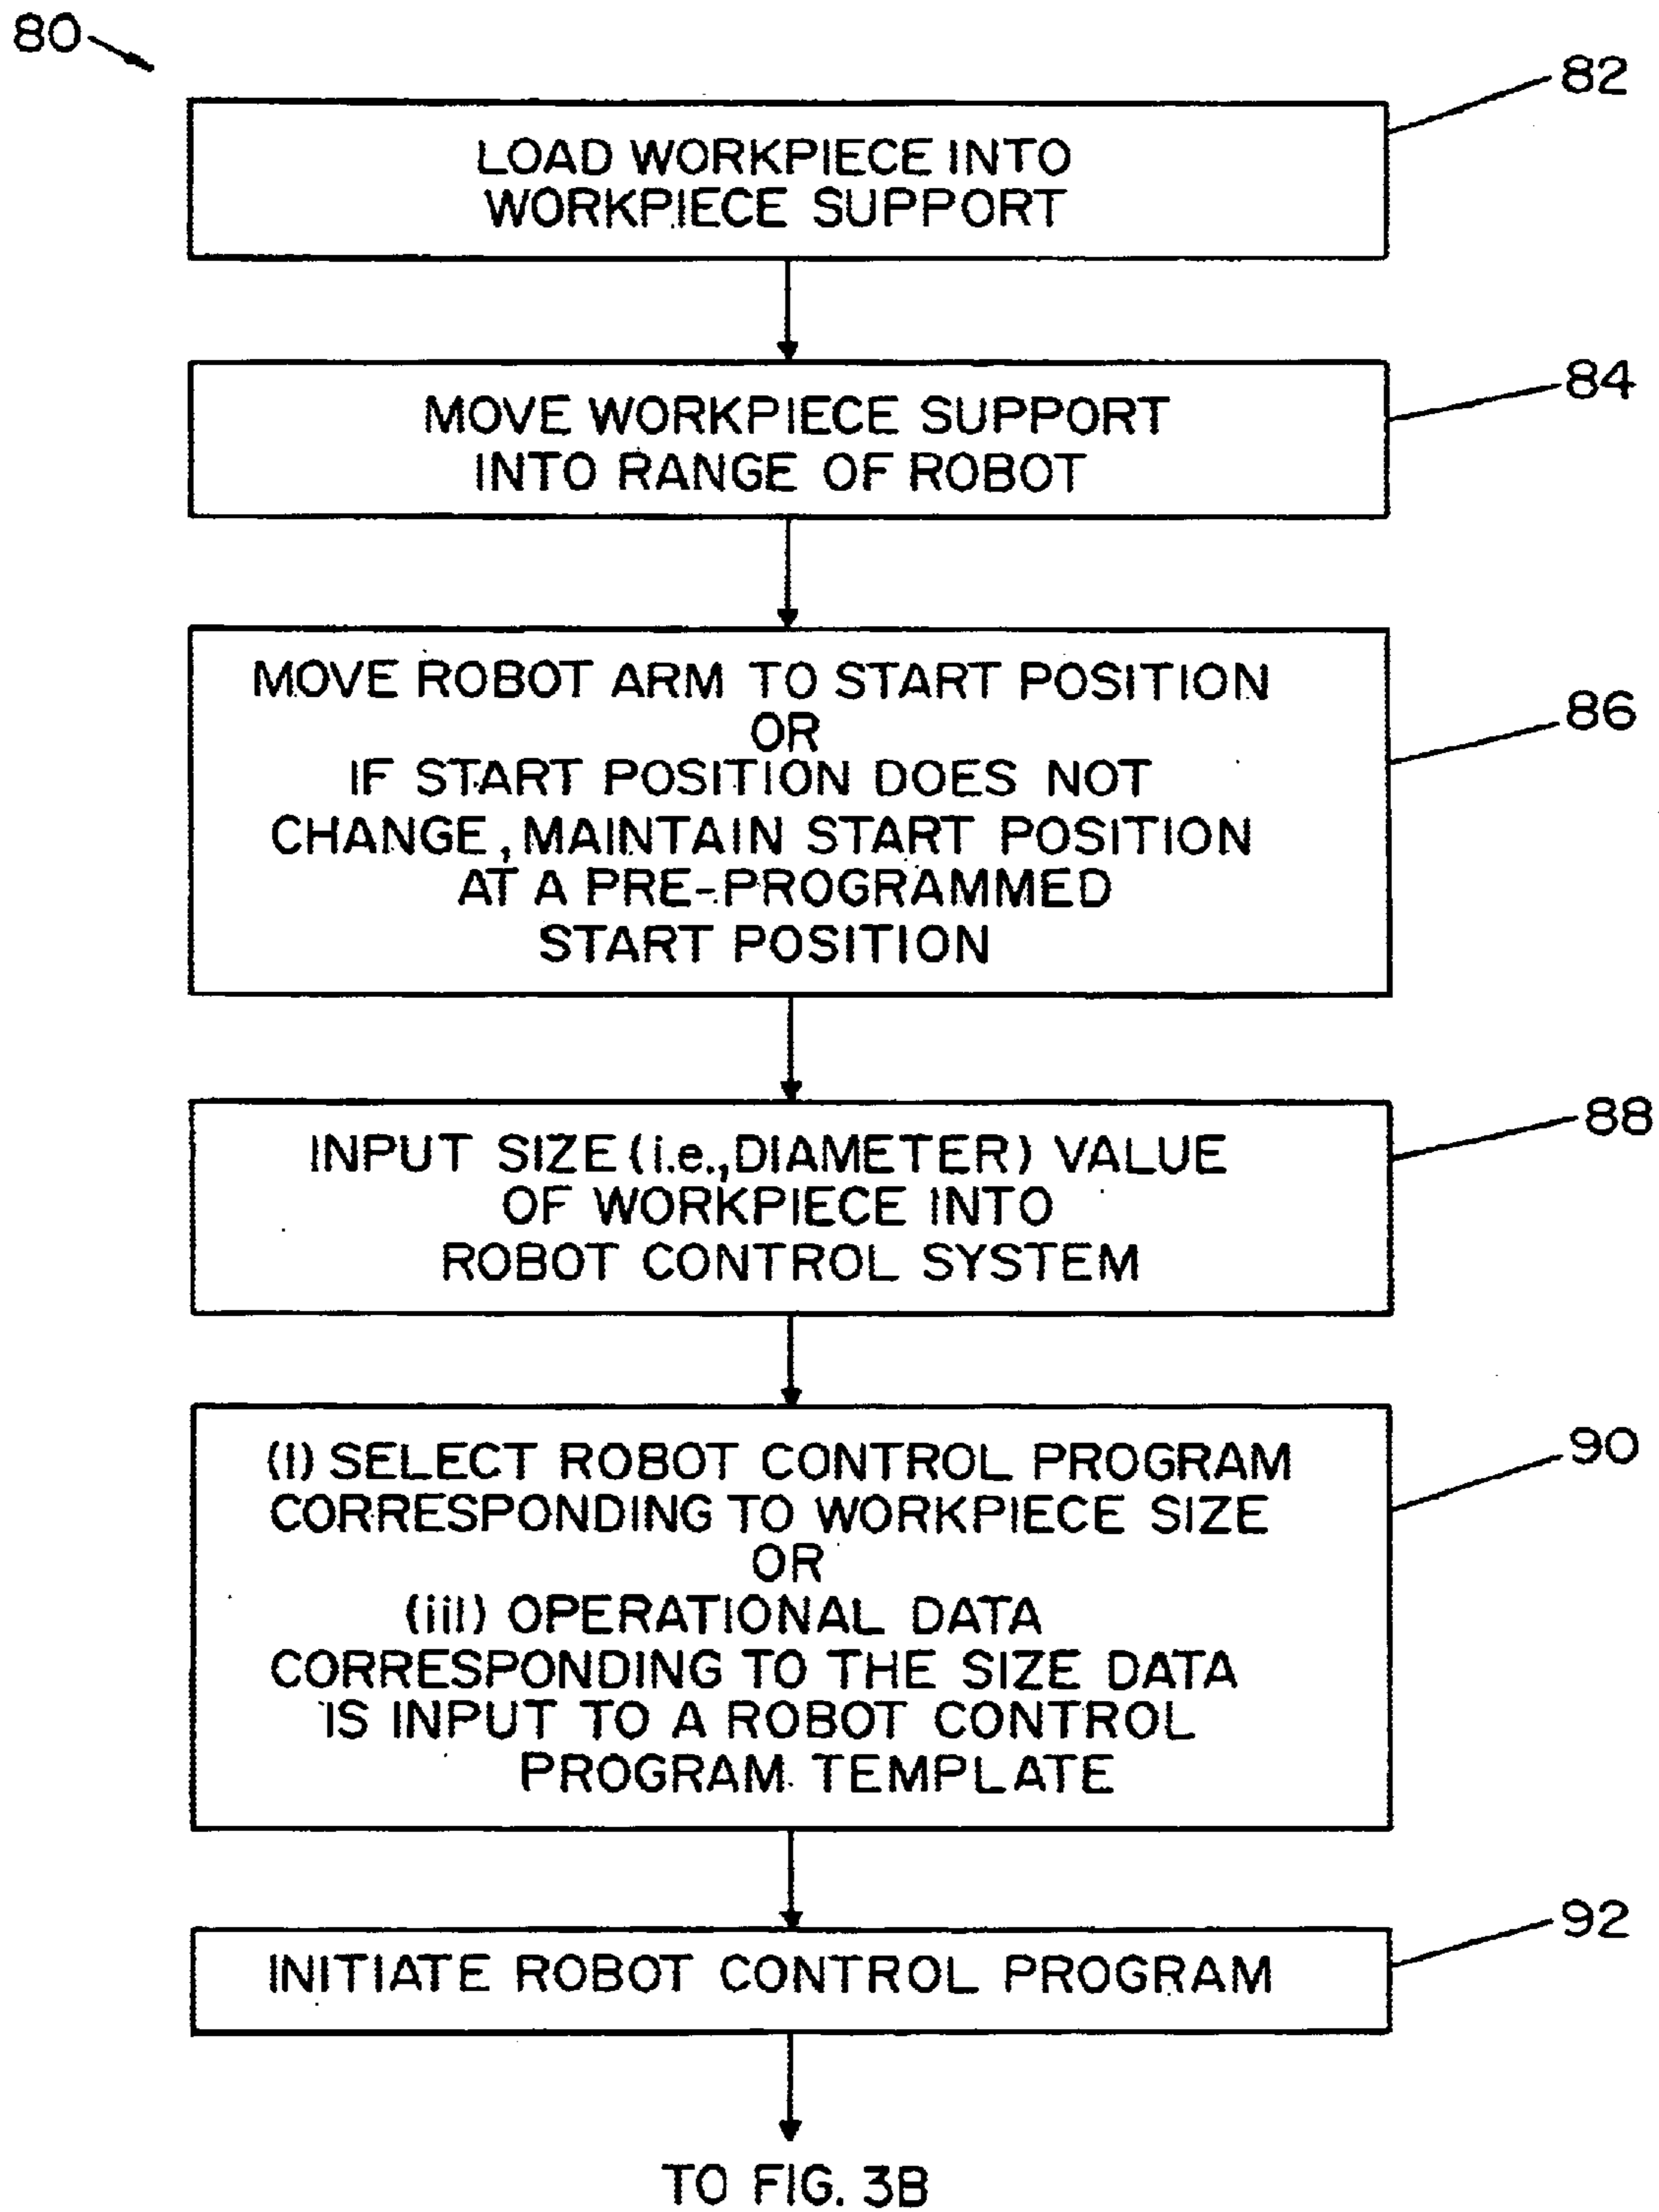 80
82
LOAD WORKPIECE INTO
WORKPIECE SUPPORT
84
MOVE WORKPIECE SUPPORT
INTO RANGE OF ROBOT
86
MOVE ROBOT ARM TO START POSITION
OR
IF START POSITION DOES NOT
CHANGE, MAINTAIN START POSITION
AT A PRE-PROGRAMMED
START POSITION
88
INPUT SIZE (i.e., DIAMETER) VALUE
OF WORKPIECE INTO
ROBOT CONTROL SYSTEM
90
(I) SELECT ROBOT CONTROL PROGRAM
CORRESPONDING TO WORKPIECE SIZE
OR
(iil) OPERATIONAL DATA
CORRESPONDING TO THE SIZE DATA
IS INPUT TO A ROBOT CONTROL
PROGRAM TEMPLATE
92
INITIATE ROBOT CONTROL PROGRAM
TO FIG. 3B